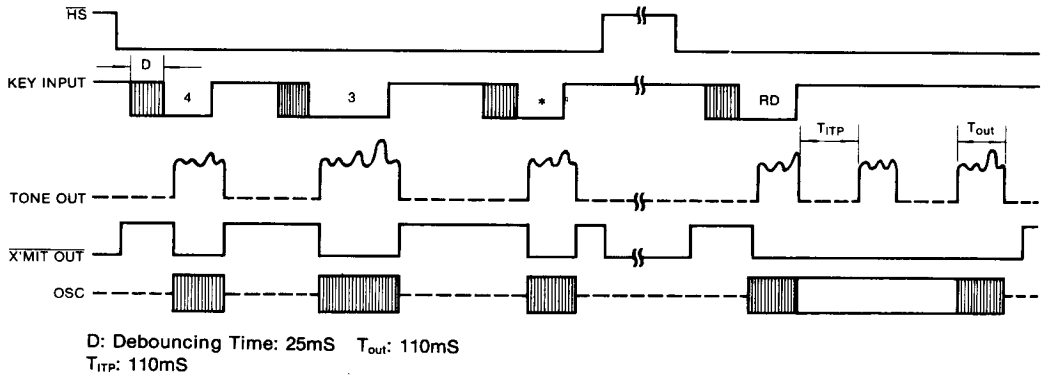 HS
D
KEY INPUT
4
3
*
RD
TITP
Tout
TONE OUT
X'MIT OUT
OSC
D: Debouncing Time: 25mS Tout: 110mS
TITP: 110mS